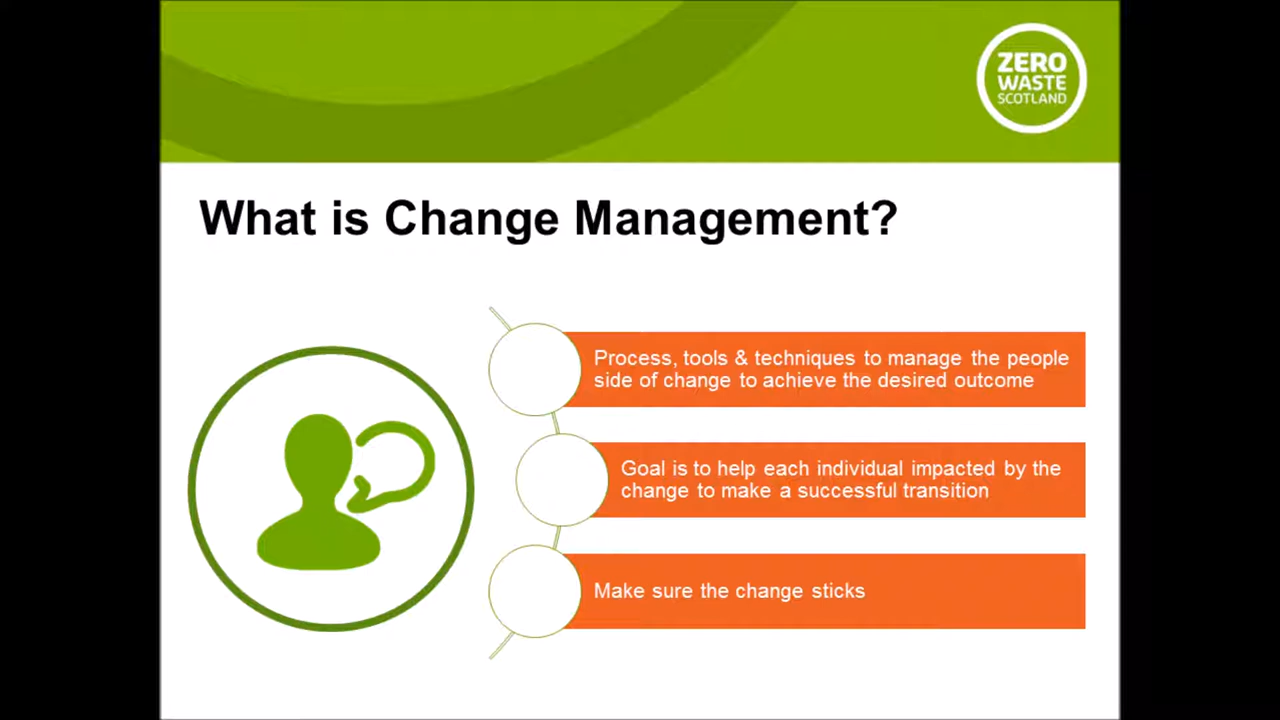 ZERO
WASTE
SCOTLAND
What is Change Management?
Process, tools & techniques to manage the people
side of change to achieve the desired outcome
Goal is to help each individual impacted by the
change to make a successful transition
Make sure the change sticks